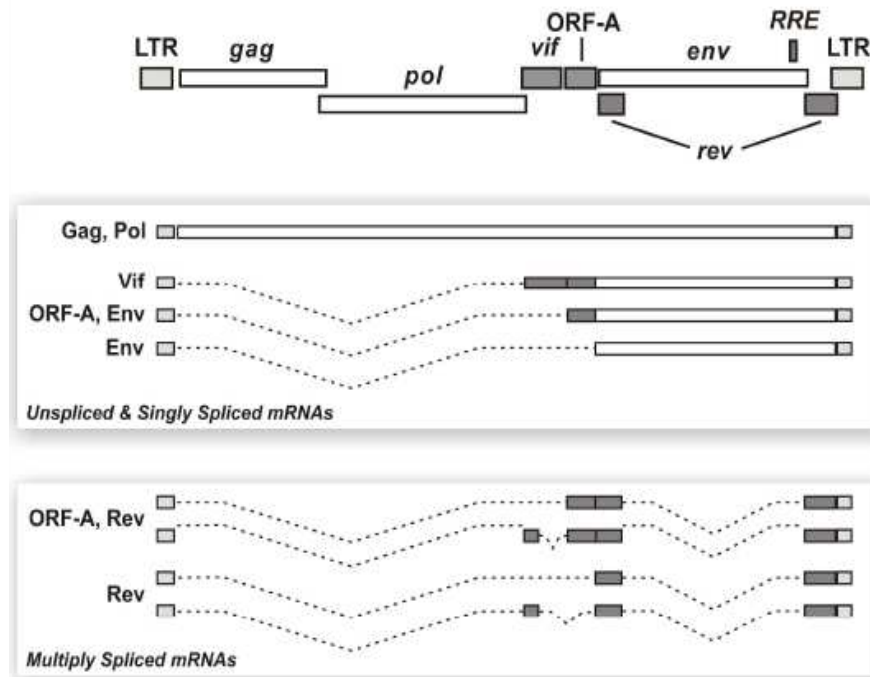 ORF-A
RRE
LTR
gag
vif
env
LTR
pol
rev
Gag, Pol
Vif
ORF-A, Env
Env
Unspliced & Singly Spliced mRNAs
ORF-A, Rev
Rev
Multiply Spliced mRNAs